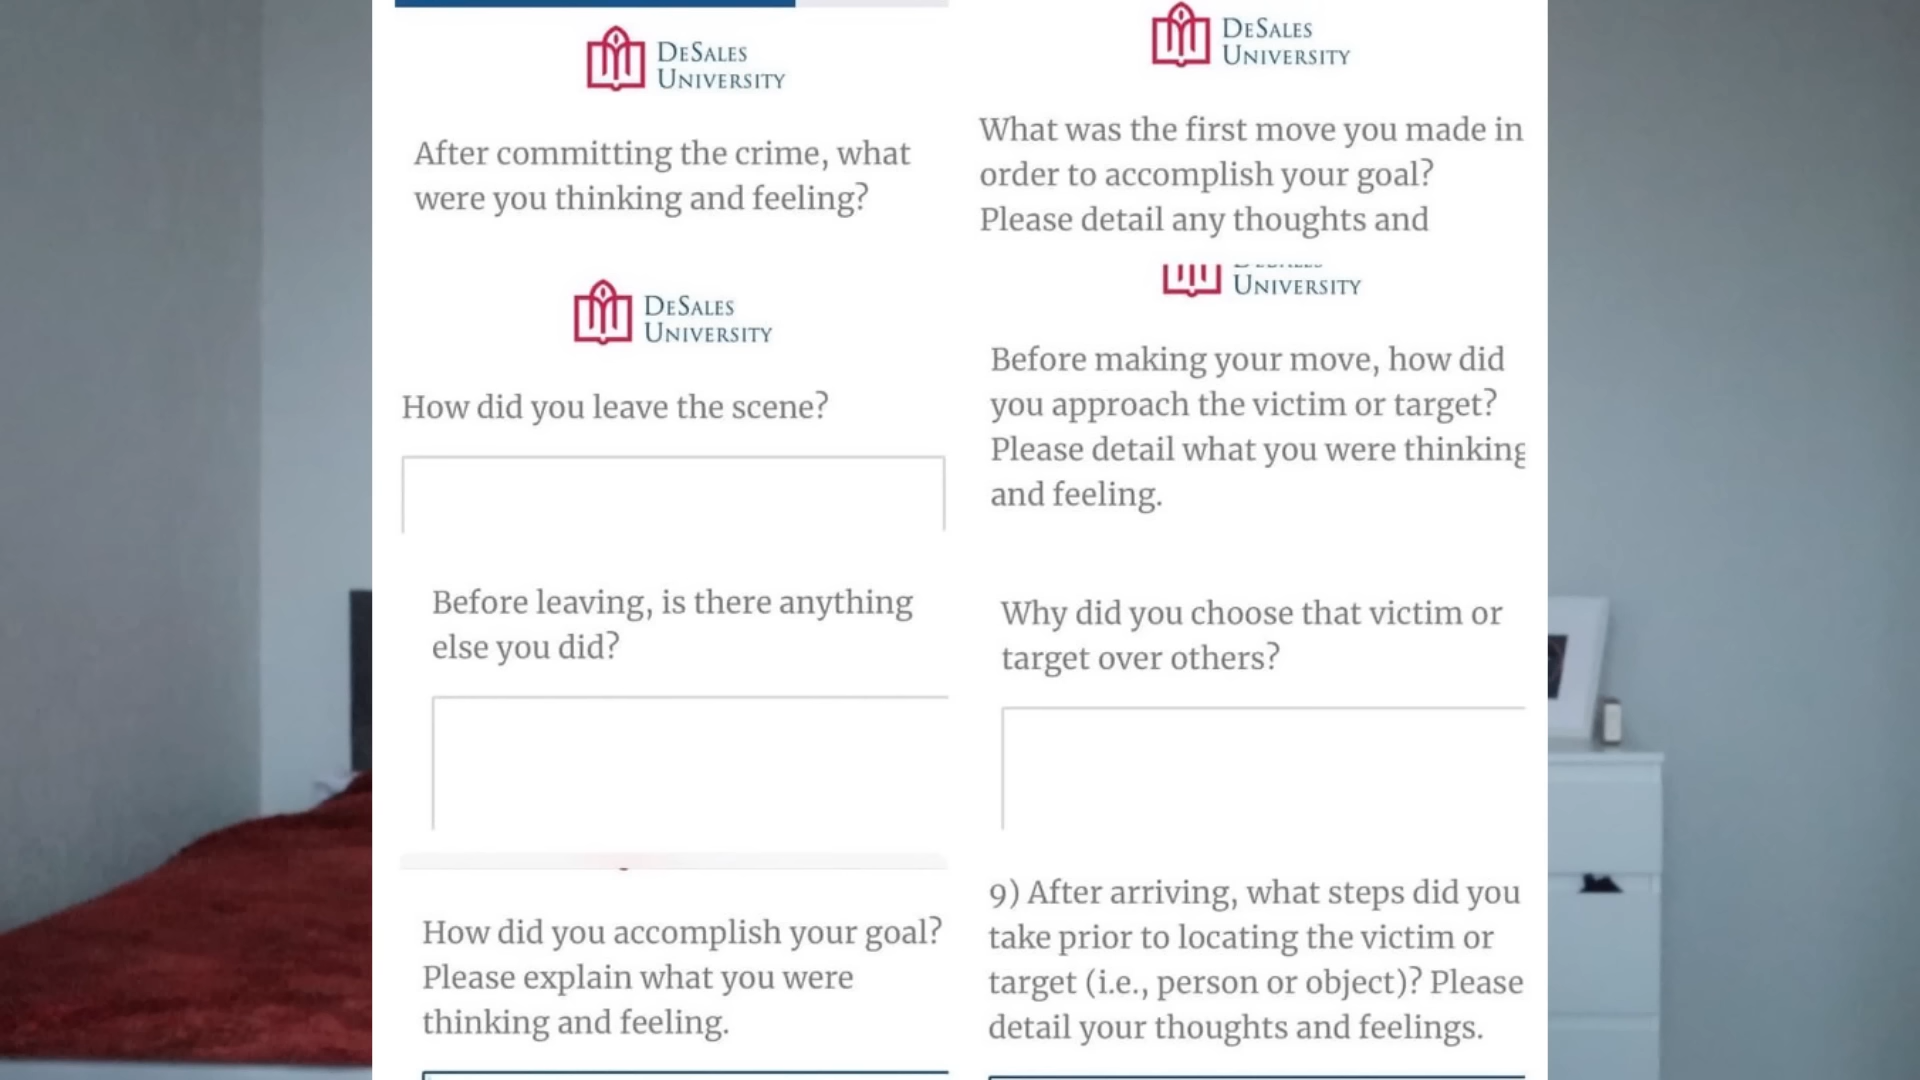 DESALES
UNIVERSITY
After committing the crime, what
were you thinking and feeling?
DESALES
UNIVERSITY
How did you leave the scene?
Before leaving, is there anything
else you did?
How did you accomplish your goal?
Please explain what you were
thinking and feeling.
DESALES
UNIVERSITY
What was the first move you made in
order to accomplish your goal?
Please detail any thoughts and
UNIVERSITY
Before making your move, how did
you approach the victim or target?
Please detail what you were thinking
and feeling.
Why did you choose that victim or
target over others?
9) After arriving, what steps did you
take prior to locating the victim or
target (i.e., person or object)? Please
detail your thoughts and feelings.